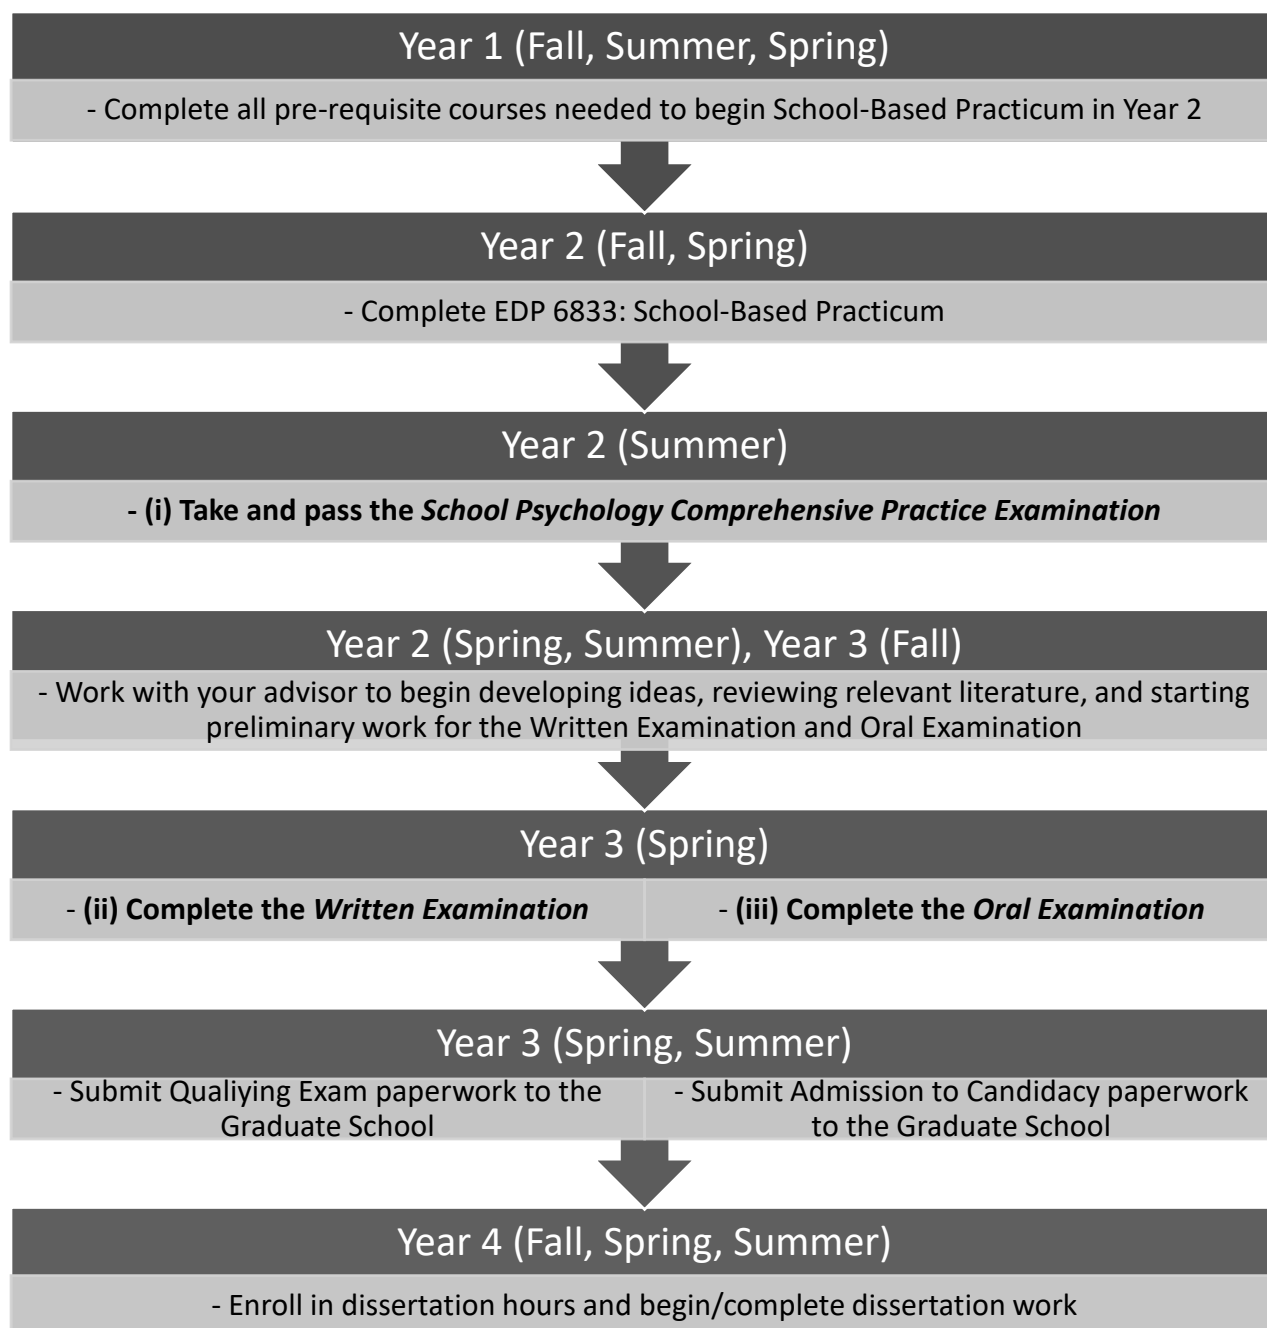 Year 1 (Fall, Summer, Spring)
- Complete all pre-requisite courses needed to begin School-Based Practicum in Year 2
Year 2 (Fall, Spring)
- Complete EDP 6833: School-Based Practicum
Year 2 (Summer)
- (i) Take and pass the School Psychology Comprehensive Practice Examination
Year 2 (Spring, Summer), Year 3 (Fall)
- Work with your advisor to begin developing ideas, reviewing relevant literature, and starting
preliminary work for the Written Examination and Oral Examination
Year 3 (Spring)
- (ii) Complete the Written Examination
- (iii) Complete the Oral Examination
Year 3 (Spring, Summer)
- Submit Qualiying Exam paperwork to the
Graduate School
- Submit Admission to Candidacy paperwork
to the Graduate School
Year 4 (Fall, Spring, Summer)
- Enroll in dissertation hours and begin/complete dissertation work